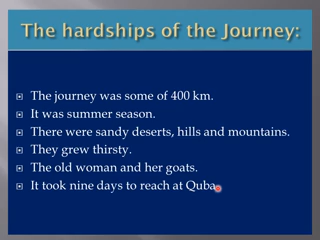 The hardships of the Journey:
The journey was some of 400 km.
It was summer season.
There were sandy deserts, hills and mountains.
They grew thirsty.
The old woman and her goats.
It took nine days to reach at Quba